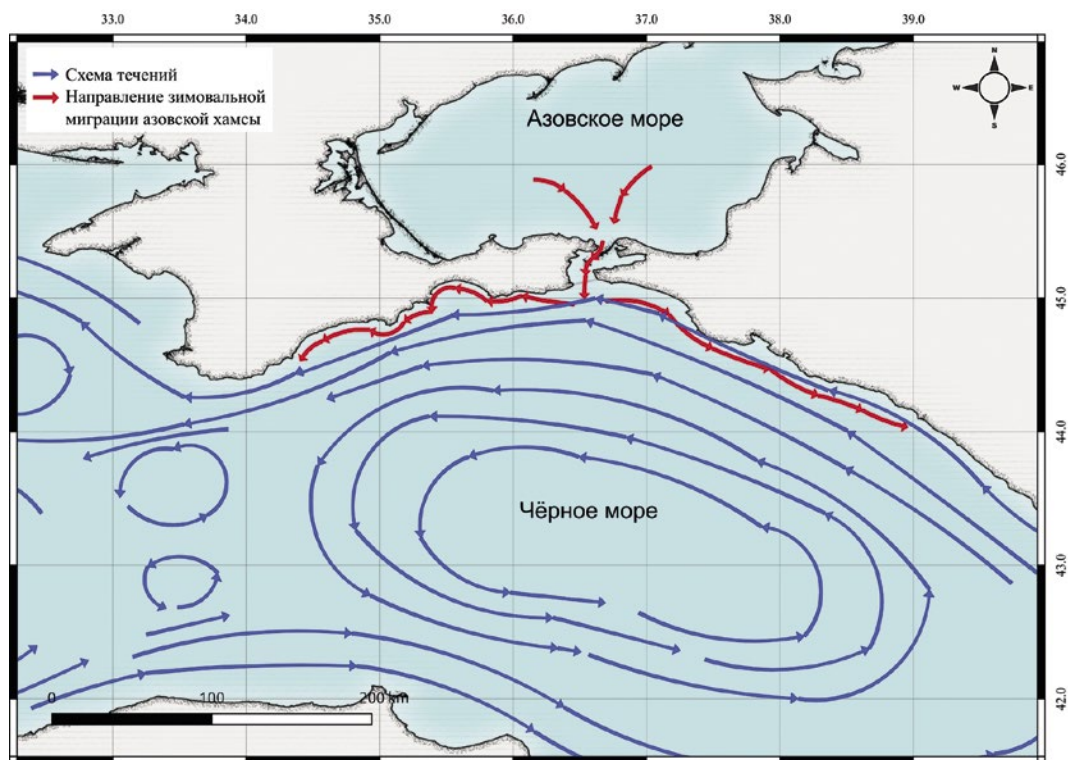 33.0 34.0 35.0 36.0 37.0 38.0 39.0
Схема течений
Направление зимовальной
миграции азовской хамсы
N
W E
S
Азовское море
46.0
45.0
44.0
Чёрное море
43.0
42.0
0 100 200 km